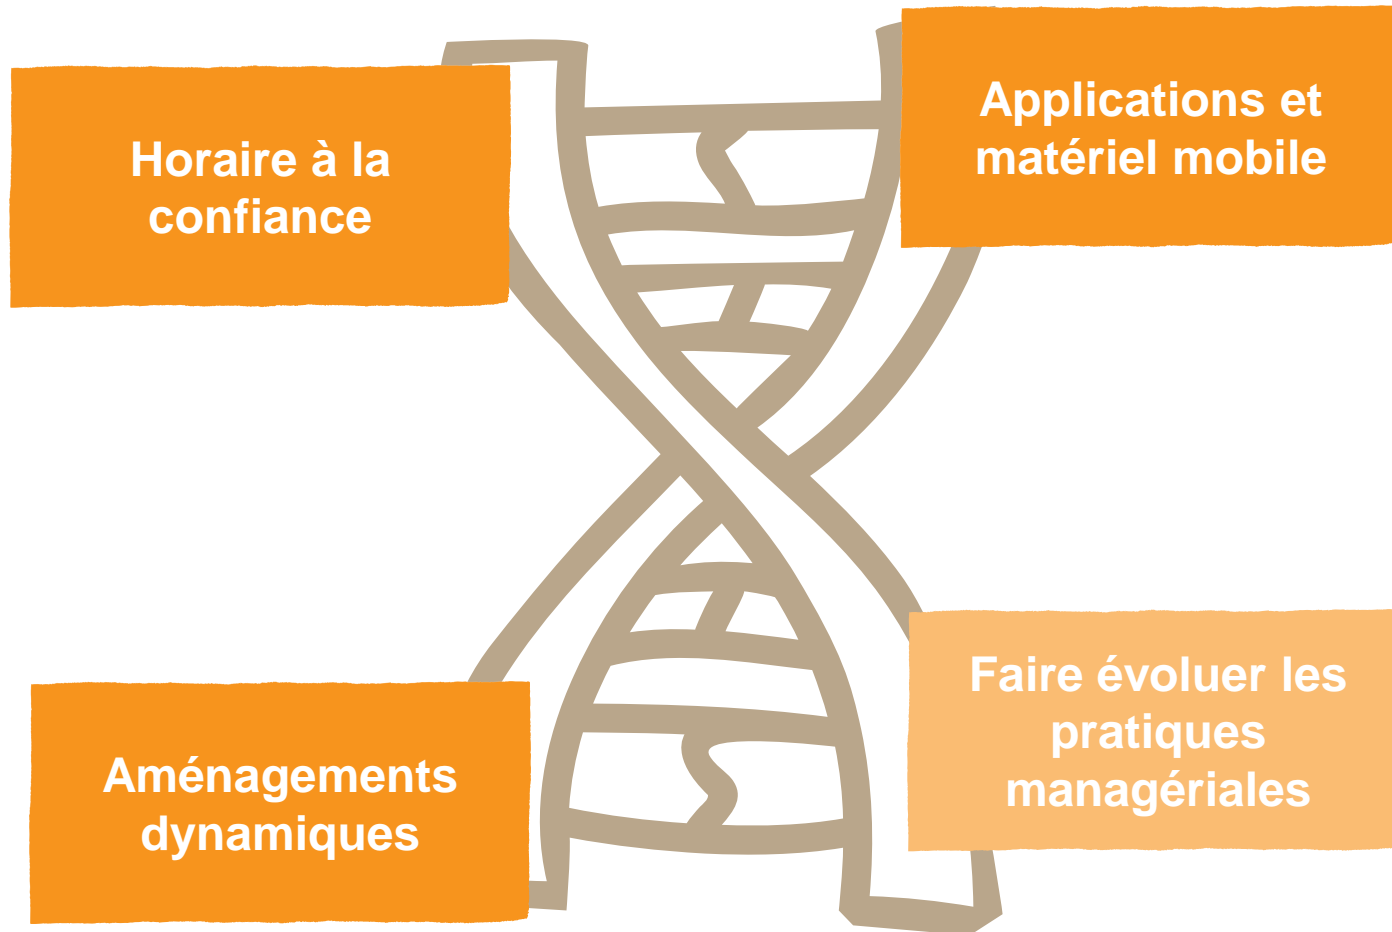 Horaire à la
confiance
Applications et
matériel mobile
Aménagements
dynamiques
Faire évoluer les
pratiques
managériales